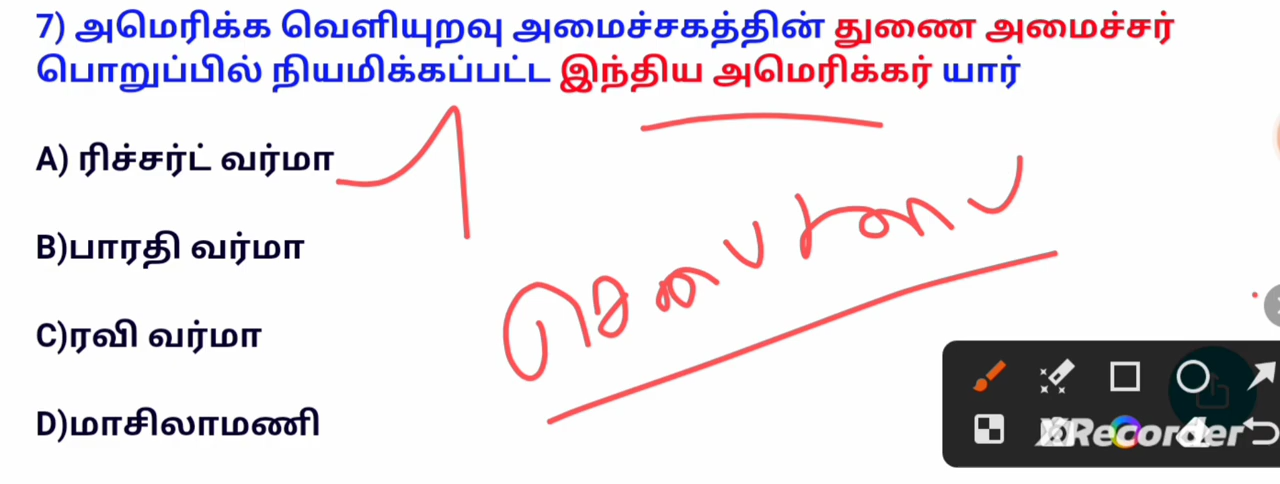 7) அமெரிக்க வெளியுறவு அமைச்சகத்தின் துணை அமைச்சர்
பொறுப்பில் நியமிக்கப்பட்ட இந்திய அமெரிக்கர் யார்
A) ரிச்சர்ட் வர்மா
B)பாரதி வர்மா
C)ரவி வர்மா
D)மாசிலாமணி
XRecorder